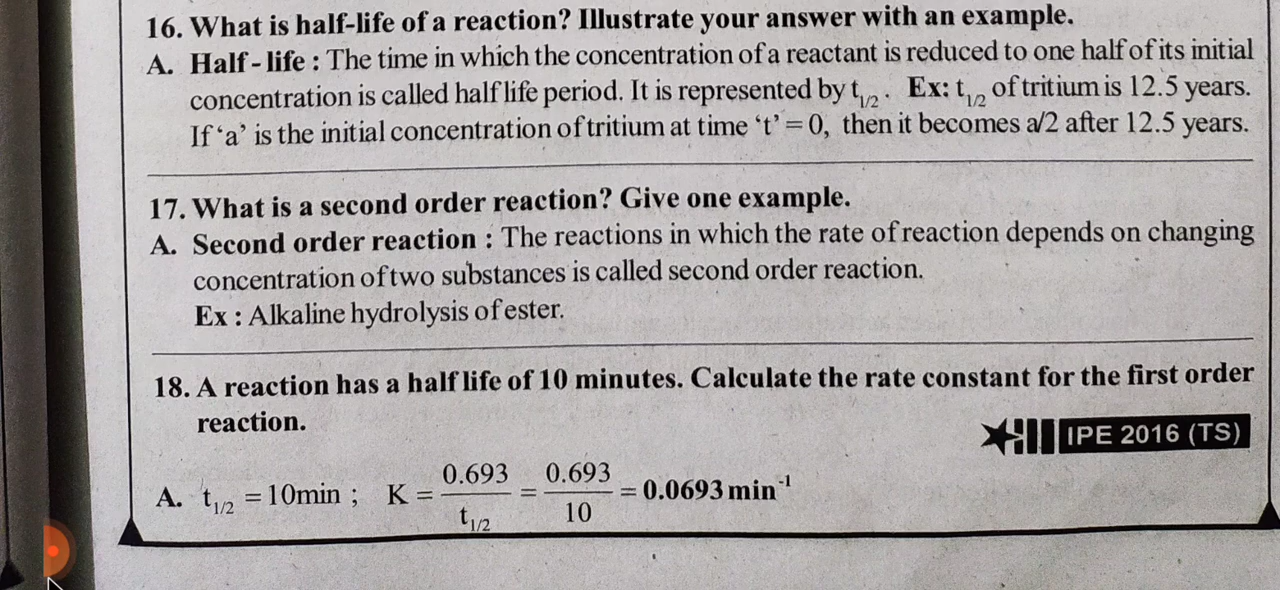 16. What is half-life of a reaction? Illustrate your answer with an example.
A. Half - life : The time in which the concentration of a reactant is reduced to one half of its initial
concentration is called half life period. It is represented by t1/2. Ex: t1/2 of tritium is 12.5 years.
If ‘a’ is the initial concentration of tritium at time ‘t’ = 0, then it becomes a/2 after 12.5 years.
17. What is a second order reaction? Give one example.
A. Second order reaction : The reactions in which the rate of reaction depends on changing
concentration of two substances is called second order reaction.
Ex : Alkaline hydrolysis of ester.
18. A reaction has a half life of 10 minutes. Calculate the rate constant for the first order
reaction.
IPE 2016 (TS)
A. t1/2 = 10min ; K = 0.693/t1/2 = 0.693/10 = 0.0693 min-1